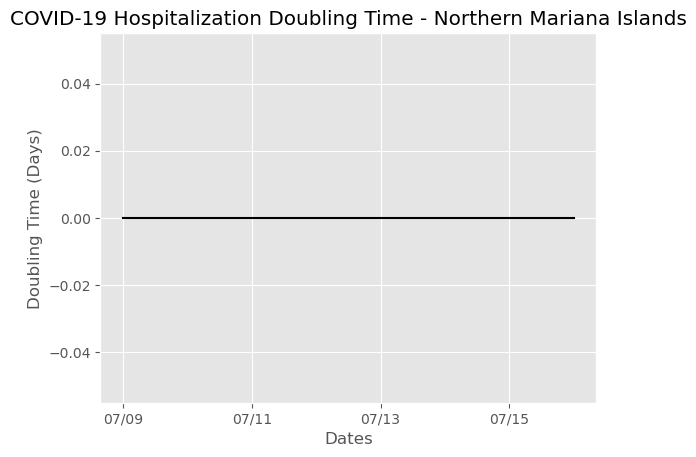 COVID-19 Hospitalization Doubling Time - Northern Mariana Islands
0.04
0.02
0.00
−0.02
−0.04
Doubling Time (Days)
07/09 07/11 07/13 07/15
Dates